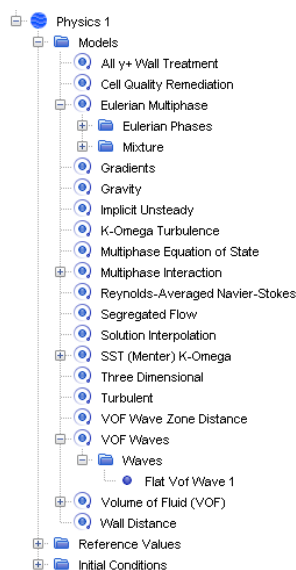 Physics 1
Models
All y+ Wall Treatment
Cell Quality Remediation
Eulerian Multiphase
Eulerian Phases
Mixture
Gradients
Gravity
Implicit Unsteady
K-Omega Turbulence
Multiphase Equation of State
Multiphase Interaction
Reynolds-Averaged Navier-Stokes
Segregated Flow
Solution Interpolation
SST (Menter) K-Omega
Three Dimensional
Turbulent
VOF Wave Zone Distance
VOF Waves
Waves
Flat Vof Wave 1
Volume of Fluid (VOF)
Wall Distance
Reference Values
Initial Conditions